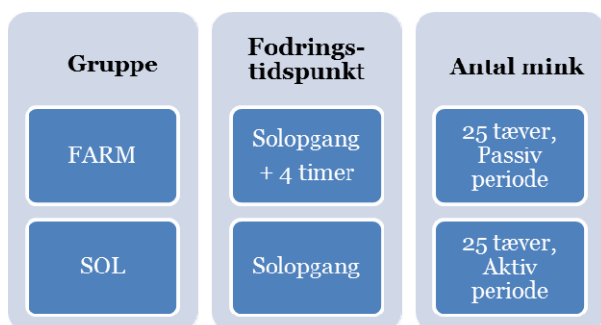 Gruppe
Fodrings-
tidspunkt
Antal mink
FARM
Solopgang
+ 4 timer
25 tæver,
Passiv
periode
SOL
Solopgang
25 tæver,
Aktiv
periode